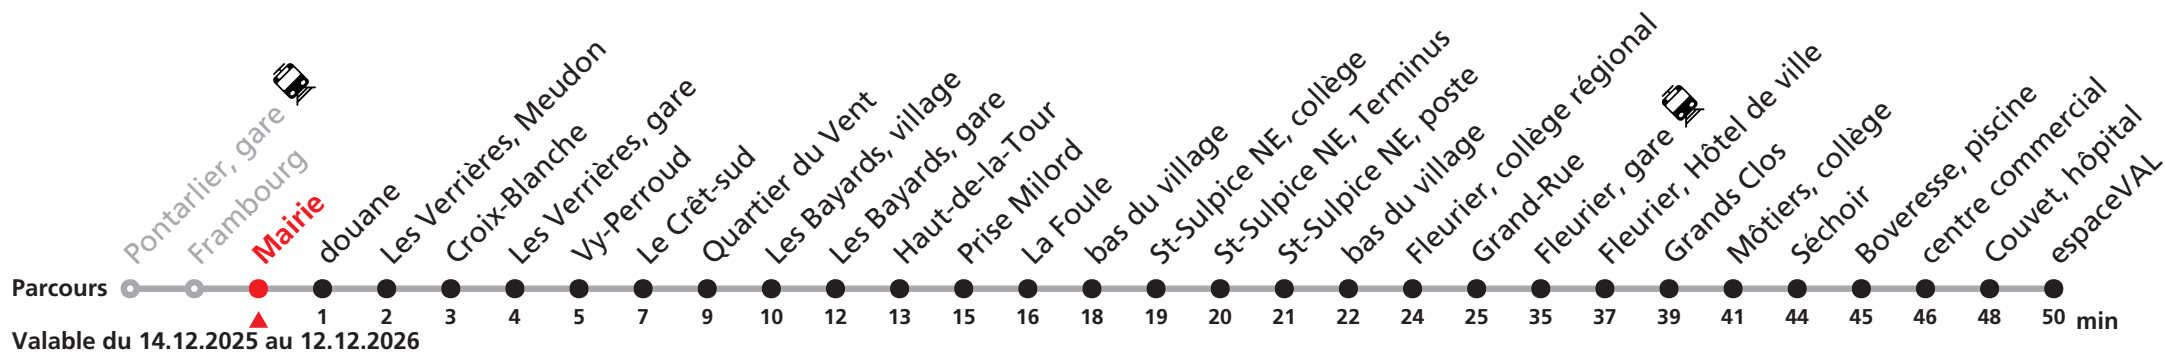 Pontarlier, gare
Frambourg
Mairie
douane
Les Verrières, Meudon
Croix-Blanche
Les Verrières, gare
Vy-Perroud
Le Crêt-sud
Quartier du Vent
Les Bayards, village
Les Bayards, gare
Haut-de-la-Tour
Prise Milord
La Foule
bas du village
St-Sulpice NE, collège
St-Sulpice NE, Terminus
St-Sulpice NE, poste
bas du village
Fleurier, collège régional
Grand-Rue
Fleurier, gare
Fleurier, Hôtel de ville
Grands Clos
Môtiers, collège
Séchoir
Boveresse, piscine
centre commercial
Couvet, hôpital
espaceVAL
Parcours
1 2 3 4 5 7 9 10 12 13 15 16 18 19 20 21 22 24 25 35 37 39 41 44 45 46 48 50 min
Valable du 14.12.2025 au 12.12.2026